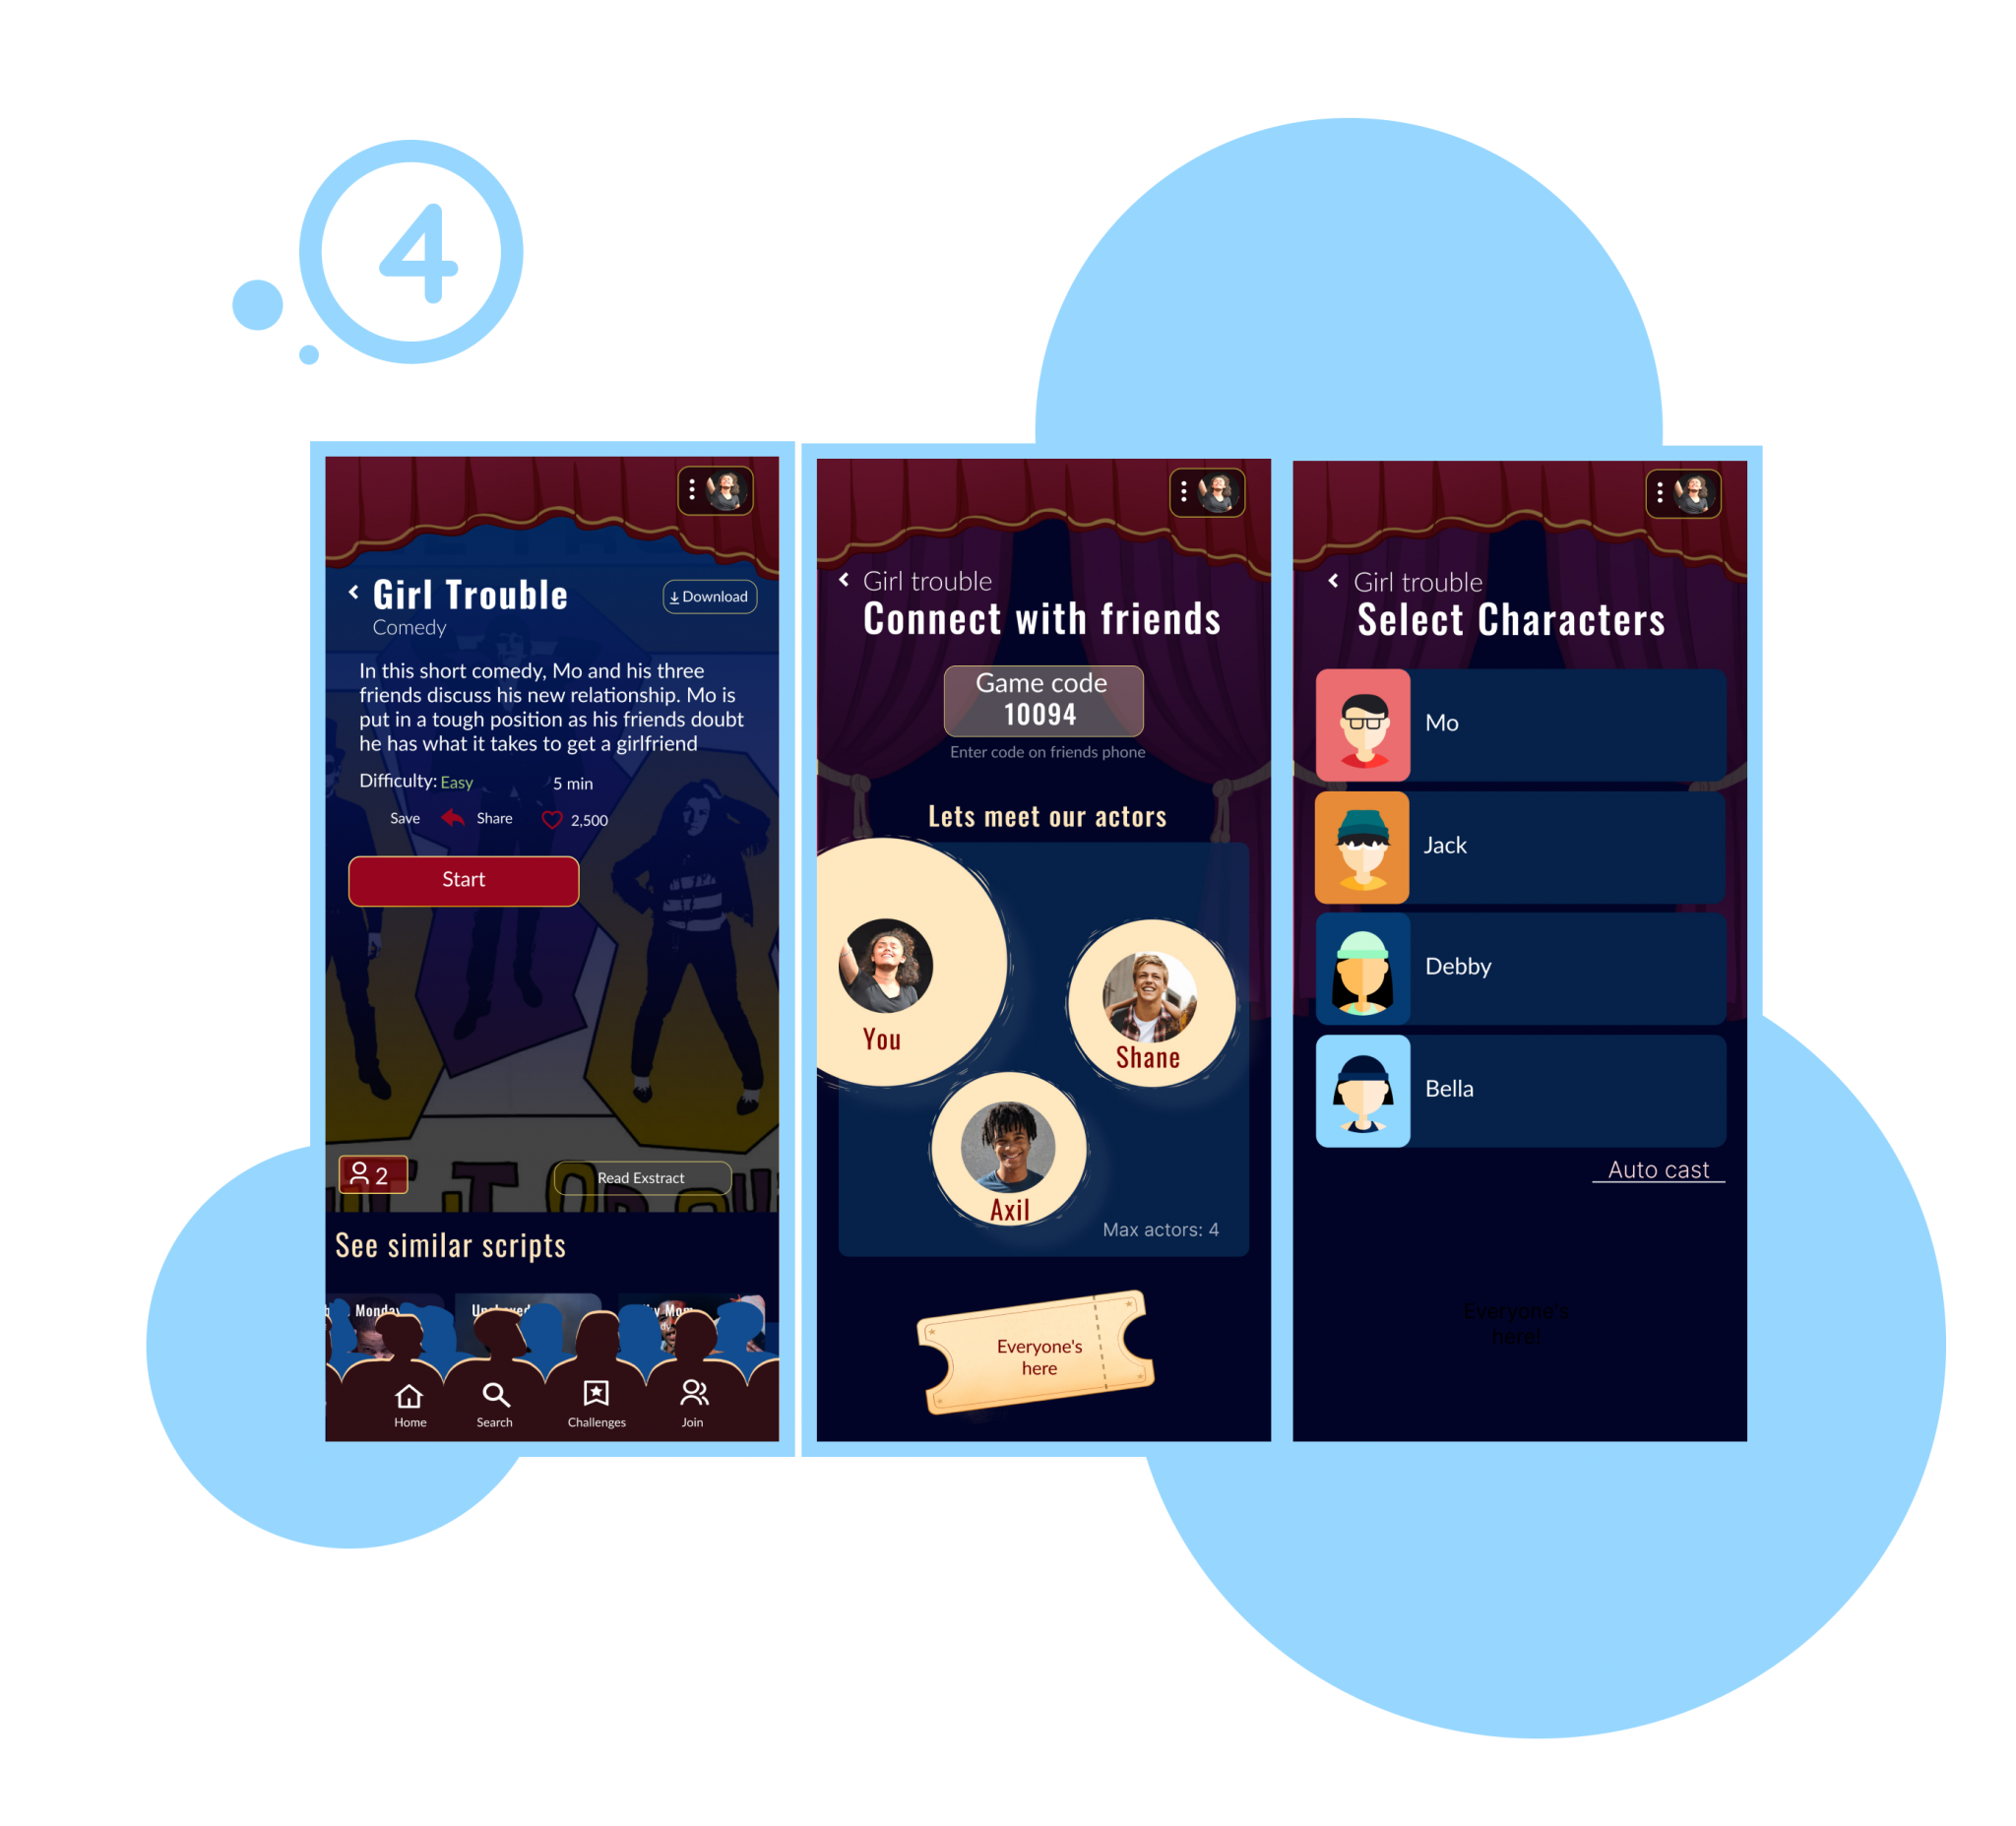 4
Girl Trouble
Download
Comedy
In this short comedy, Mo and his three
friends discuss his new relationship. Mo is
put in a tough position as his friends doubt
he has what it takes to get a girlfriend
Difficulty: Easy
5 min
Save
Share
2,500
Start
2
Read Exstract
See similar scripts
Monday
Home
Search
Challenges
Join
Girl trouble
Connect with friends
Game code
10094
Enter code on friends phone
Lets meet our actors
You
Shane
Axil
Max actors: 4
Everyone's
here
Girl trouble
Select Characters
Mo
Jack
Debby
Bella
Auto cast
Everyone's
here!